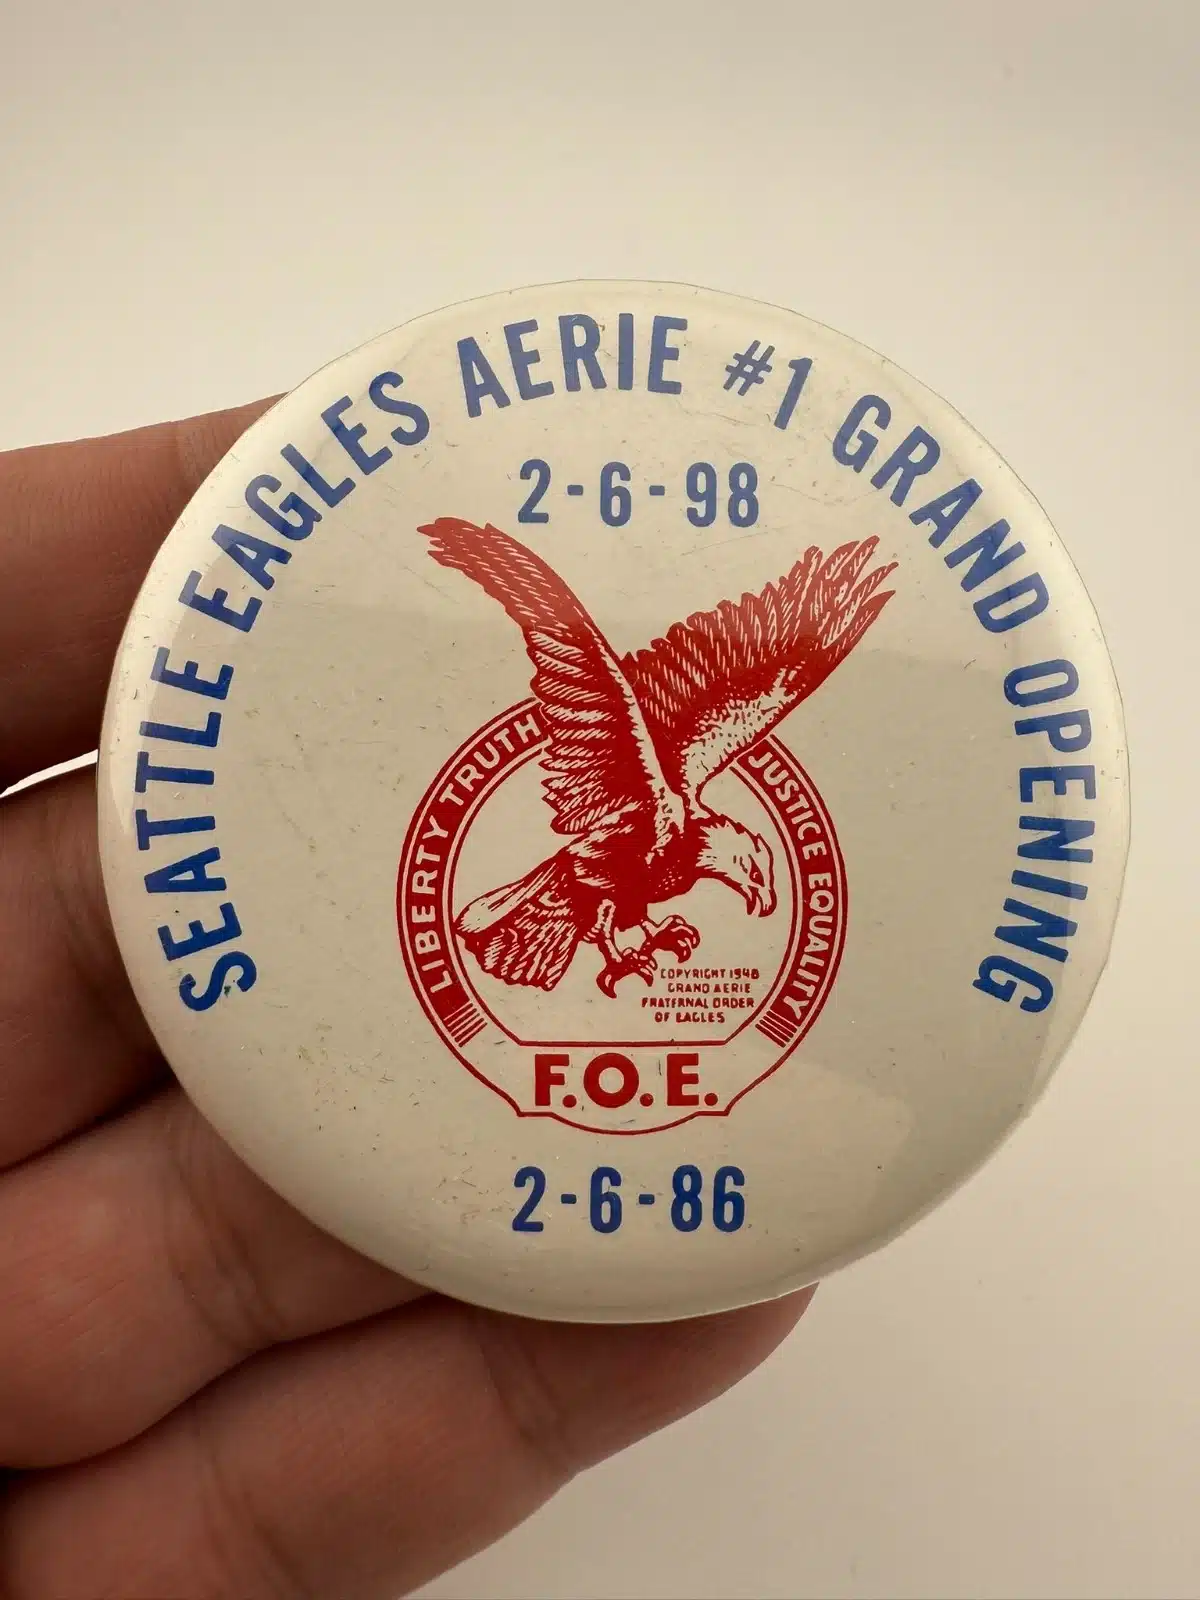 SEATTLE EAGLES AERIE #1 GRAND OPENING
2-6-98
LIBERTY TRUTH
JUSTICE EQUALITY
COPYRIGHT 1948
GRAND AERIE
FRATERNAL ORDER
OF EAGLES
F.O.E.
2-6-86